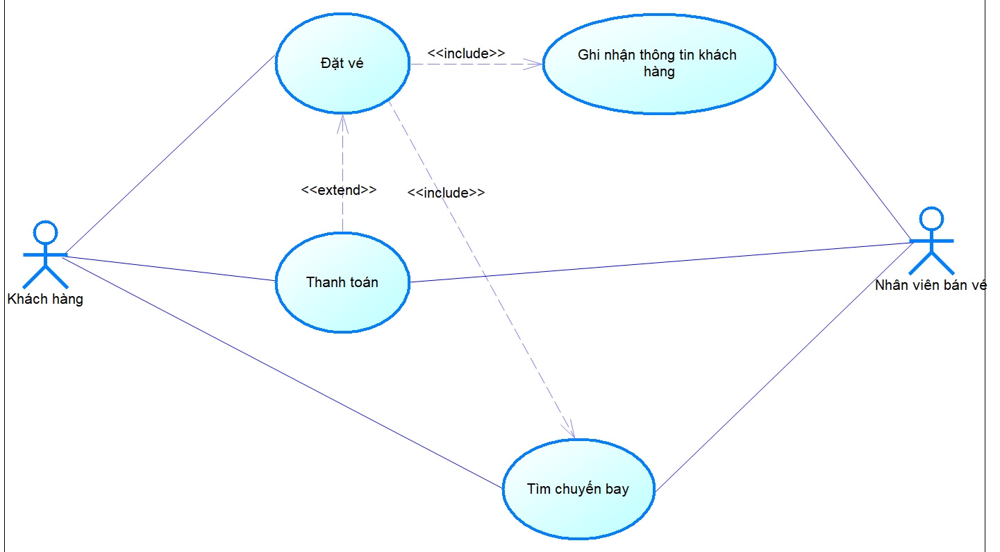 Đặt vé
<<include>>
Ghi nhận thông tin khách
hàng
<<extend>>
<<include>>
Thanh toán
Khách hàng
Nhân viên bán vé
Tìm chuyến bay